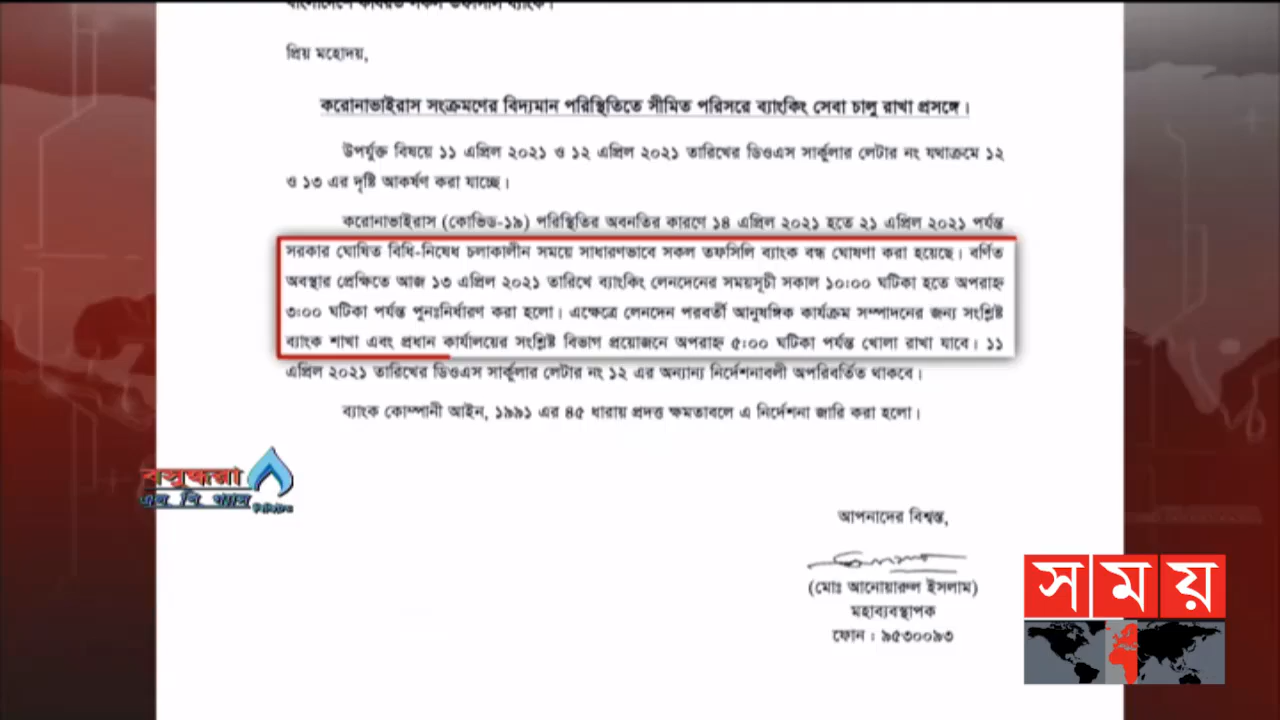 বাংলাদেশে কার্যরত সকল তফসিলি ব্যাংক।
প্রিয় মহোদয়,
করোনাভাইরাস সংক্রমণের বিদ্যমান পরিস্থিতিতে সীমিত পরিসরে ব্যাংকিং সেবা চালু রাখা প্রসঙ্গে।
উপর্যুক্ত বিষয়ে ১১ এপ্রিল ২০২১ ও ১২ এপ্রিল ২০২১ তারিখের ডিওএস সার্কুলার লেটার নং যথাক্রমে ১২
ও ১৩ এর দৃষ্টি আকর্ষণ করা যাচ্ছে।
করোনাভাইরাস (কোভিড-১৯) পরিস্থিতির অবনতির কারণে ১৪ এপ্রিল ২০২১ হতে ২১ এপ্রিল ২০২১ পর্যন্ত
সরকার ঘোষিত বিধি-নিষেধ চলাকালীন সময়ে সাধারণভাবে সকল তফসিলি ব্যাংক বন্ধ ঘোষণা করা হয়েছে। বর্ণিত
অবস্থার প্রেক্ষিতে আজ ১৩ এপ্রিল ২০২১ তারিখে ব্যাংকিং লেনদেনের সময়সূচী সকাল ১০:০০ ঘটিকা হতে অপরাহ্ন
৩:০০ ঘটিকা পর্যন্ত পুনঃনির্ধারণ করা হলো। এক্ষেত্রে লেনদেন পরবর্তী আনুষঙ্গিক কার্যক্রম সম্পাদনের জন্য সংশ্লিষ্ট
ব্যাংক শাখা এবং প্রধান কার্যালয়ের সংশ্লিষ্ট বিভাগ প্রয়োজনে অপরাহ্ন ৫:০০ ঘটিকা পর্যন্ত খোলা রাখা যাবে। ১১
এপ্রিল ২০২১ তারিখের ডিওএস সার্কুলার লেটার নং ১২ এর অন্যান্য নির্দেশনাবলী অপরিবর্তিত থাকবে।
ব্যাংক কোম্পানী আইন, ১৯৯১ এর ৪৫ ধারায় প্রদত্ত ক্ষমতাবলে এ নির্দেশনা জারি করা হলো।
বসুন্ধরা
এল পি গ্যাস
লিমিটেড
আপনাদের বিশ্বস্ত,
(মোঃ আনোয়ারুল ইসলাম)
মহাব্যবস্থাপক
ফোন : ৯৫৩০০৯৩
সময়